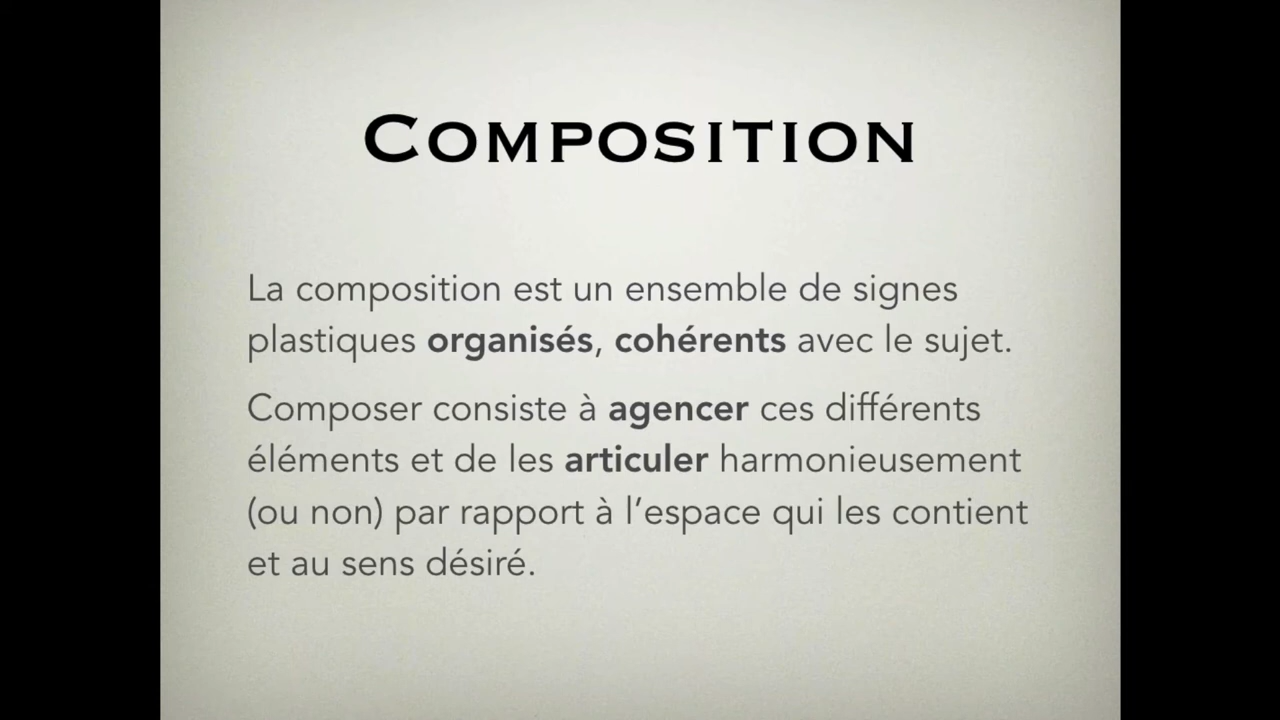 COMPOSITION
La composition est un ensemble de signes
plastiques organisés, cohérents avec le sujet.
Composer consiste à agencer ces différents
éléments et de les articuler harmonieusement
(ou non) par rapport à l’espace qui les contient
et au sens désiré.